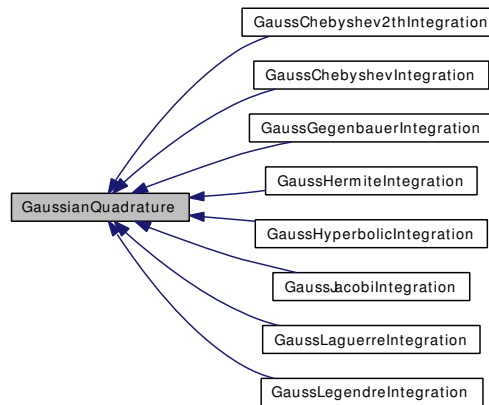 GaussChebyshev2thIntegration
GaussChebyshevIntegration
GaussGegenbauerIntegration
GaussHermiteIntegration
GaussianQuadrature
GaussHyperbolicIntegration
GaussJacobiIntegration
GaussLaguerreIntegration
GaussLegendreIntegration